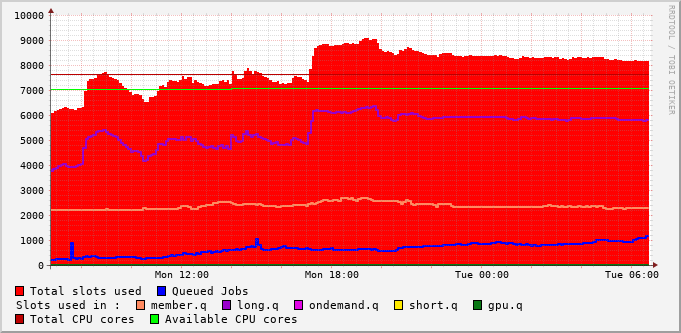 RRDTOOL / TOBI OETIKER
10000
9000
8000
7000
6000
5000
4000
3000
2000
1000
0
Mon 12:00 Mon 18:00 Tue 00:00 Tue 06:00
Total slots used Queued Jobs
Slots used in : member.q long.q ondemand.q short.q gpu.q
Total CPU cores Available CPU cores